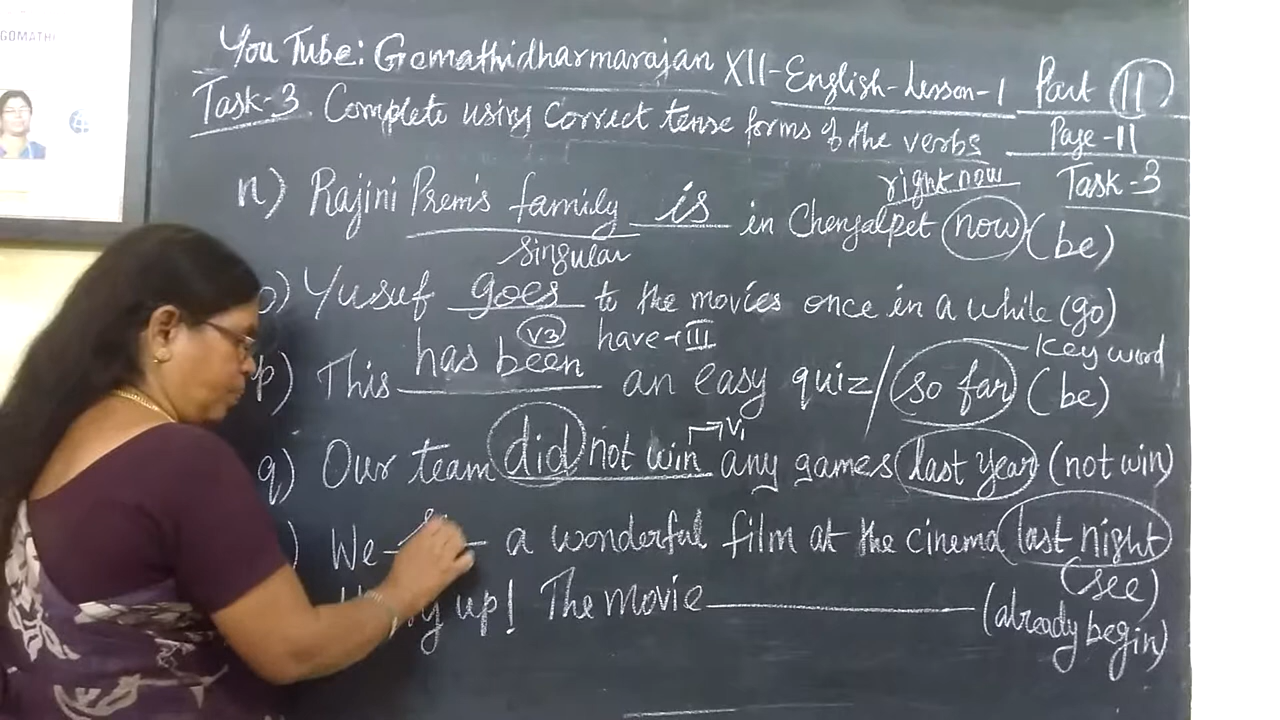 GOMATHI
You Tube: Gomathidharmarajan XII-English-Lesson-1 Part 11
Task-3. Complete using Correct tense forms of the verbs Page-11
right now Task-3
n) Rajini Prem's family is in Chengalpet now (be)
singular
o) Yusuf goes to the movies once in a while (go)
V3 have+III Key word
p) This has been an easy quiz/so far (be)
V1
q) Our team did not win any games last year (not win)
) We a wonderful film at the cinema last night
(see)
up! The movie (already begin)